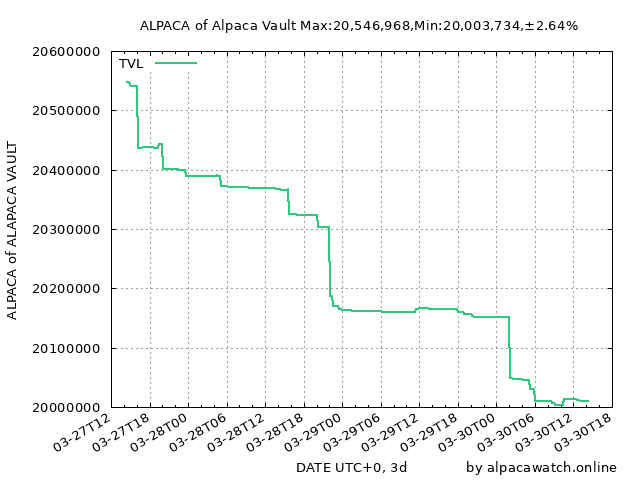 ALPACA of Alpaca Vault Max:20,546,968,Min:20,003,734,±2.64%
20600000
TVL
20500000
20400000
20300000
20200000
20100000
20000000
ALPACA of ALAPACA VAULT
03-27T12
03-27T18
03-28T00
03-28T06
03-28T12
03-28T18
03-29T00
03-29T06
03-29T12
03-29T18
03-30T00
03-30T06
03-30T12
03-30T18
DATE UTC+0, 3d
by alpacawatch.online